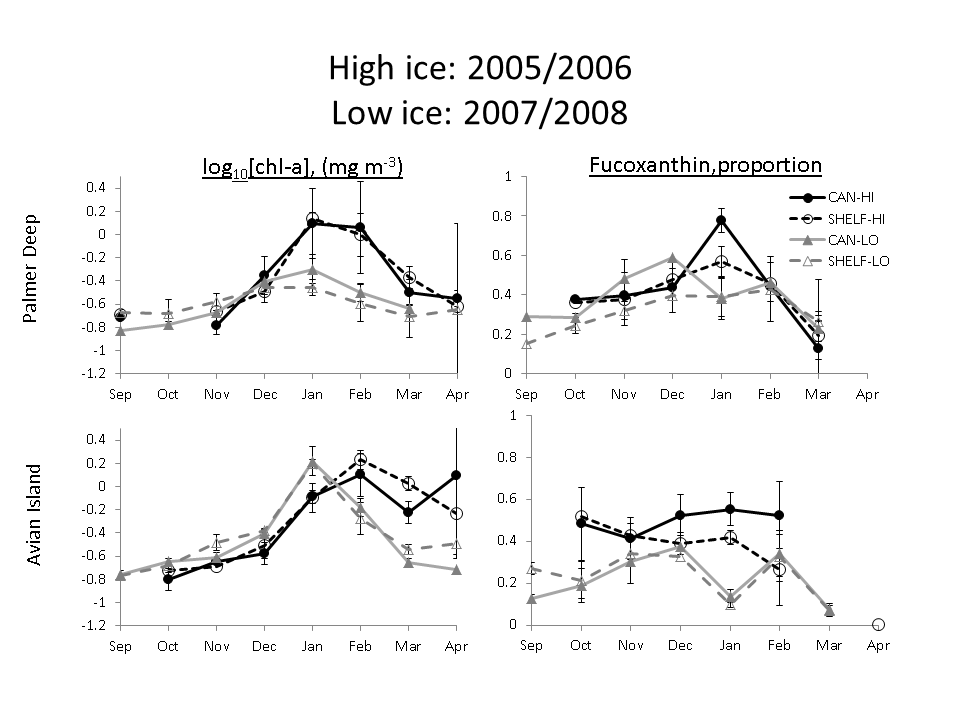 High ice: 2005/2006
Low ice: 2007/2008
log10[chl-a], (mg m-3)
Fucoxanthin,proportion
Palmer Deep
0.4
0.2
0
-0.2
-0.4
-0.6
-0.8
-1
-1.2
Sep Oct Nov Dec Jan Feb Mar Apr
1
0.8
0.6
0.4
0.2
0
Sep Oct Nov Dec Jan Feb Mar
CAN-HI
SHELF-HI
CAN-LO
SHELF-LO
Avian Island
0.4
0.2
0
-0.2
-0.4
-0.6
-0.8
-1
-1.2
Sep Oct Nov Dec Jan Feb Mar Apr
1
0.8
0.6
0.4
0.2
0
Sep Oct Nov Dec Jan Feb Mar Apr